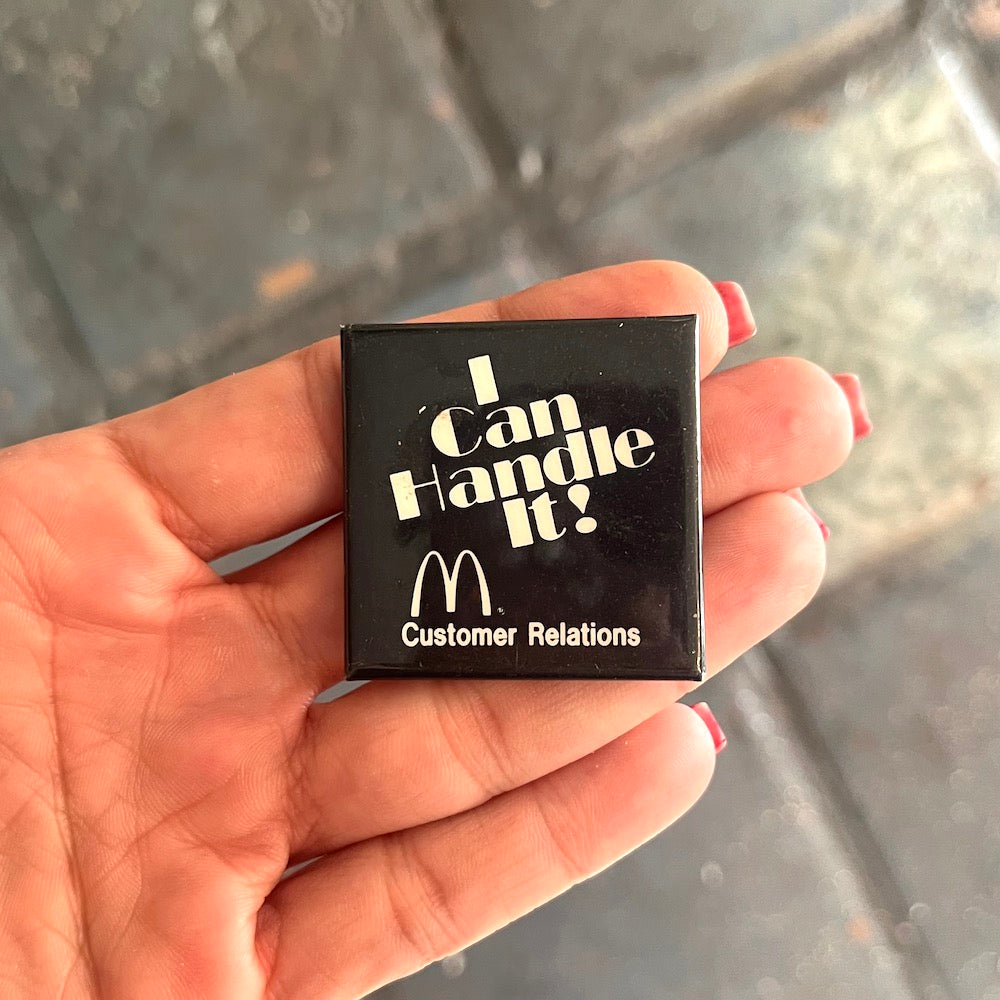 I
Can
Handle
It!
M
Customer Relations